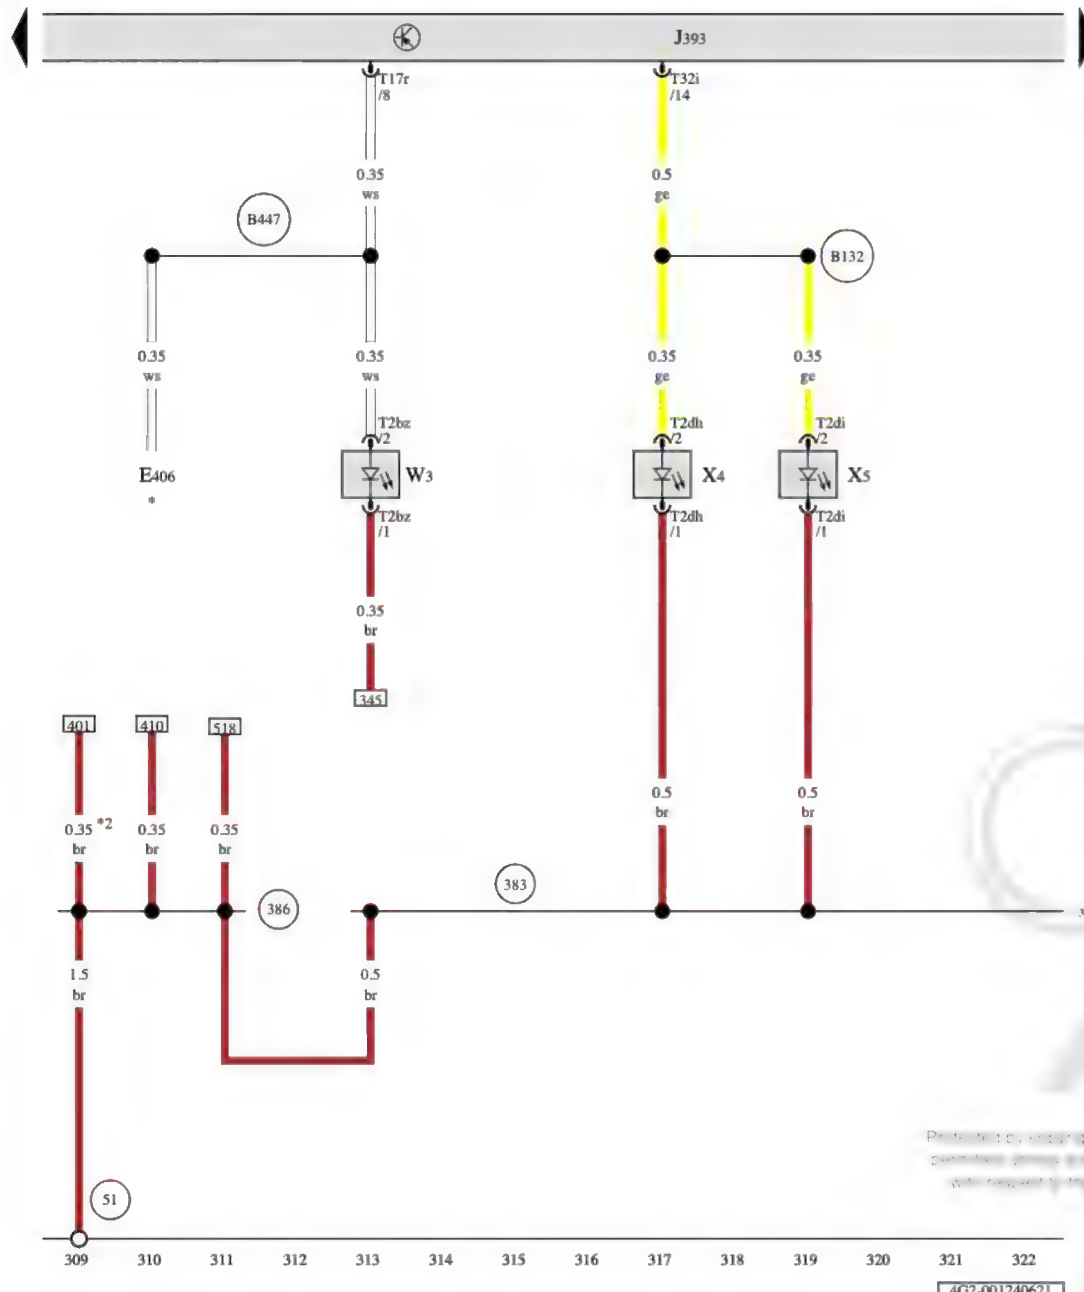 J393
T17r
/8
T32i
/14
0.35
ws
0.5
ge
B447
B132
0.35
ws
0.35
ws
0.35
ge
0.35
ge
T2bz
/2
T2dh
/2
T2di
/2
E406
*
W3
X4
X5
T2bz
/1
T2dh
/1
T2di
/1
0.35
br
345
401
410
518
0.5
br
0.5
br
0.35 *2
br
0.35
br
0.35
br
386
383
1.5
br
0.5
br
51
309 310 311 312 313 314 315 316 317 318 319 320 321 322
4G2-001240621